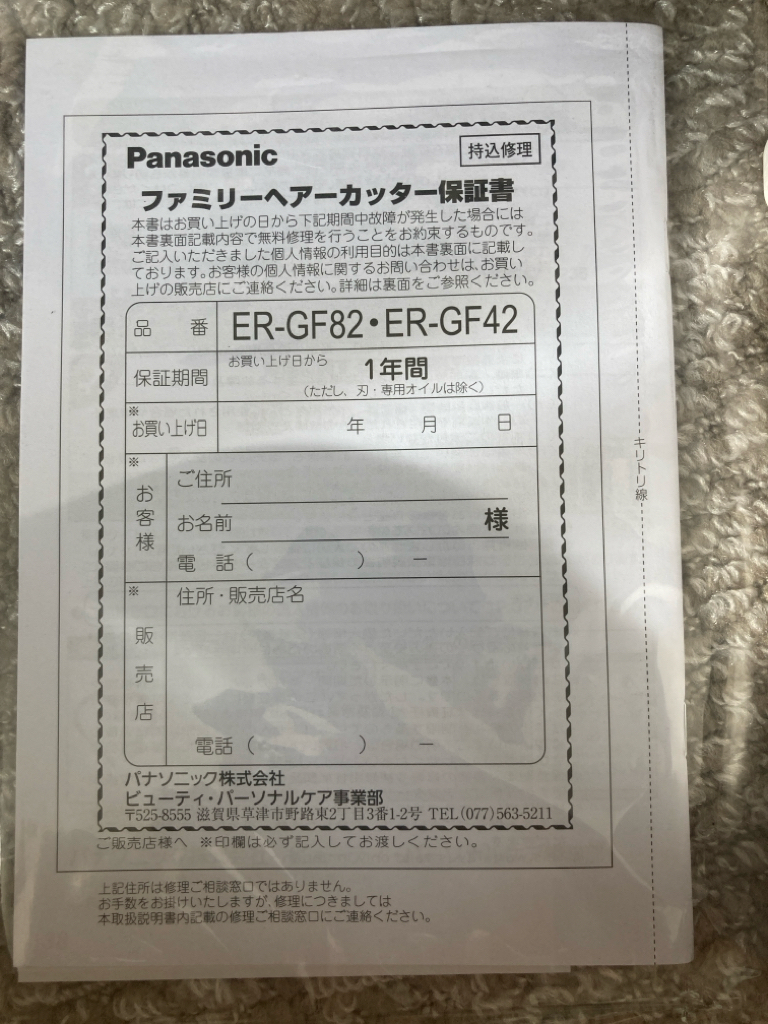 Panasonic
持込修理
ファミリーヘアーカッター保証書
本書はお買い上げの日から下記期間中故障が発生した場合には
本書裏面記載内容で無料修理を行うことをお約束するものです。
ご記入いただきました個人情報の利用目的は本書裏面に記載し
ております。お客様の個人情報に関するお問い合わせは、お買い
上げの販売店にご連絡ください。詳細は裏面をご参照ください。
品 番 ER-GF82・ER-GF42
保証期間 お買い上げ日から 1年間
(ただし、刃・専用オイルは除く)
※
お買い上げ日 年 月 日
※
お客様
ご住所
お名前 様
電 話 ( ) ー
※
販売店
住所・販売店名
電話 ( ) ー
パナソニック株式会社
ビューティ・パーソナルケア事業部
〒525-8555 滋賀県草津市野路東2丁目3番1-2号 TEL(077)563-5211
ご販売店様へ ※印欄は必ず記入してお渡しください。
上記住所は修理ご相談窓口ではありません。
お手数をお掛けいたしますが、修理につきましては
本取扱説明書内記載の修理ご相談窓口にご連絡ください。
キリトリ線